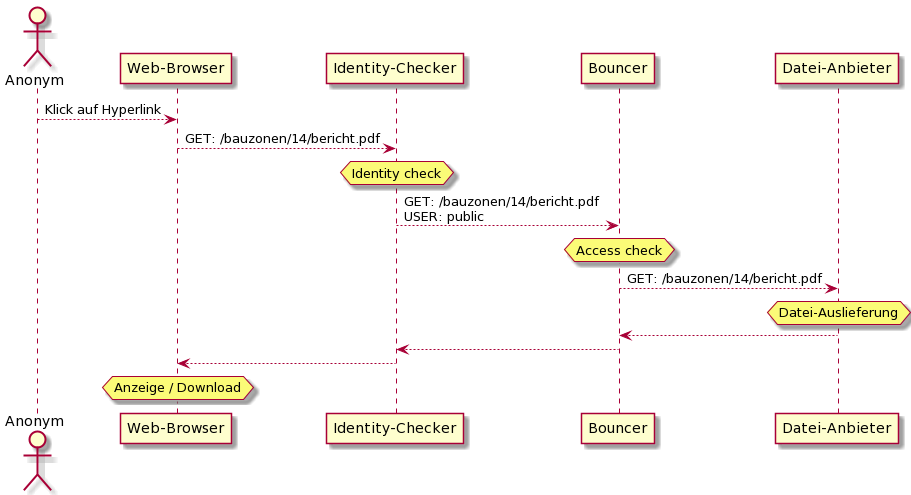 Anonym
Web-Browser
Identity-Checker
Bouncer
Datei-Anbieter
Klick auf Hyperlink
GET: /bauzonen/14/bericht.pdf
Identity check
GET: /bauzonen/14/bericht.pdf
USER: public
Access check
GET: /bauzonen/14/bericht.pdf
Datei-Auslieferung
Anzeige / Download
Anonym
Web-Browser
Identity-Checker
Bouncer
Datei-Anbieter